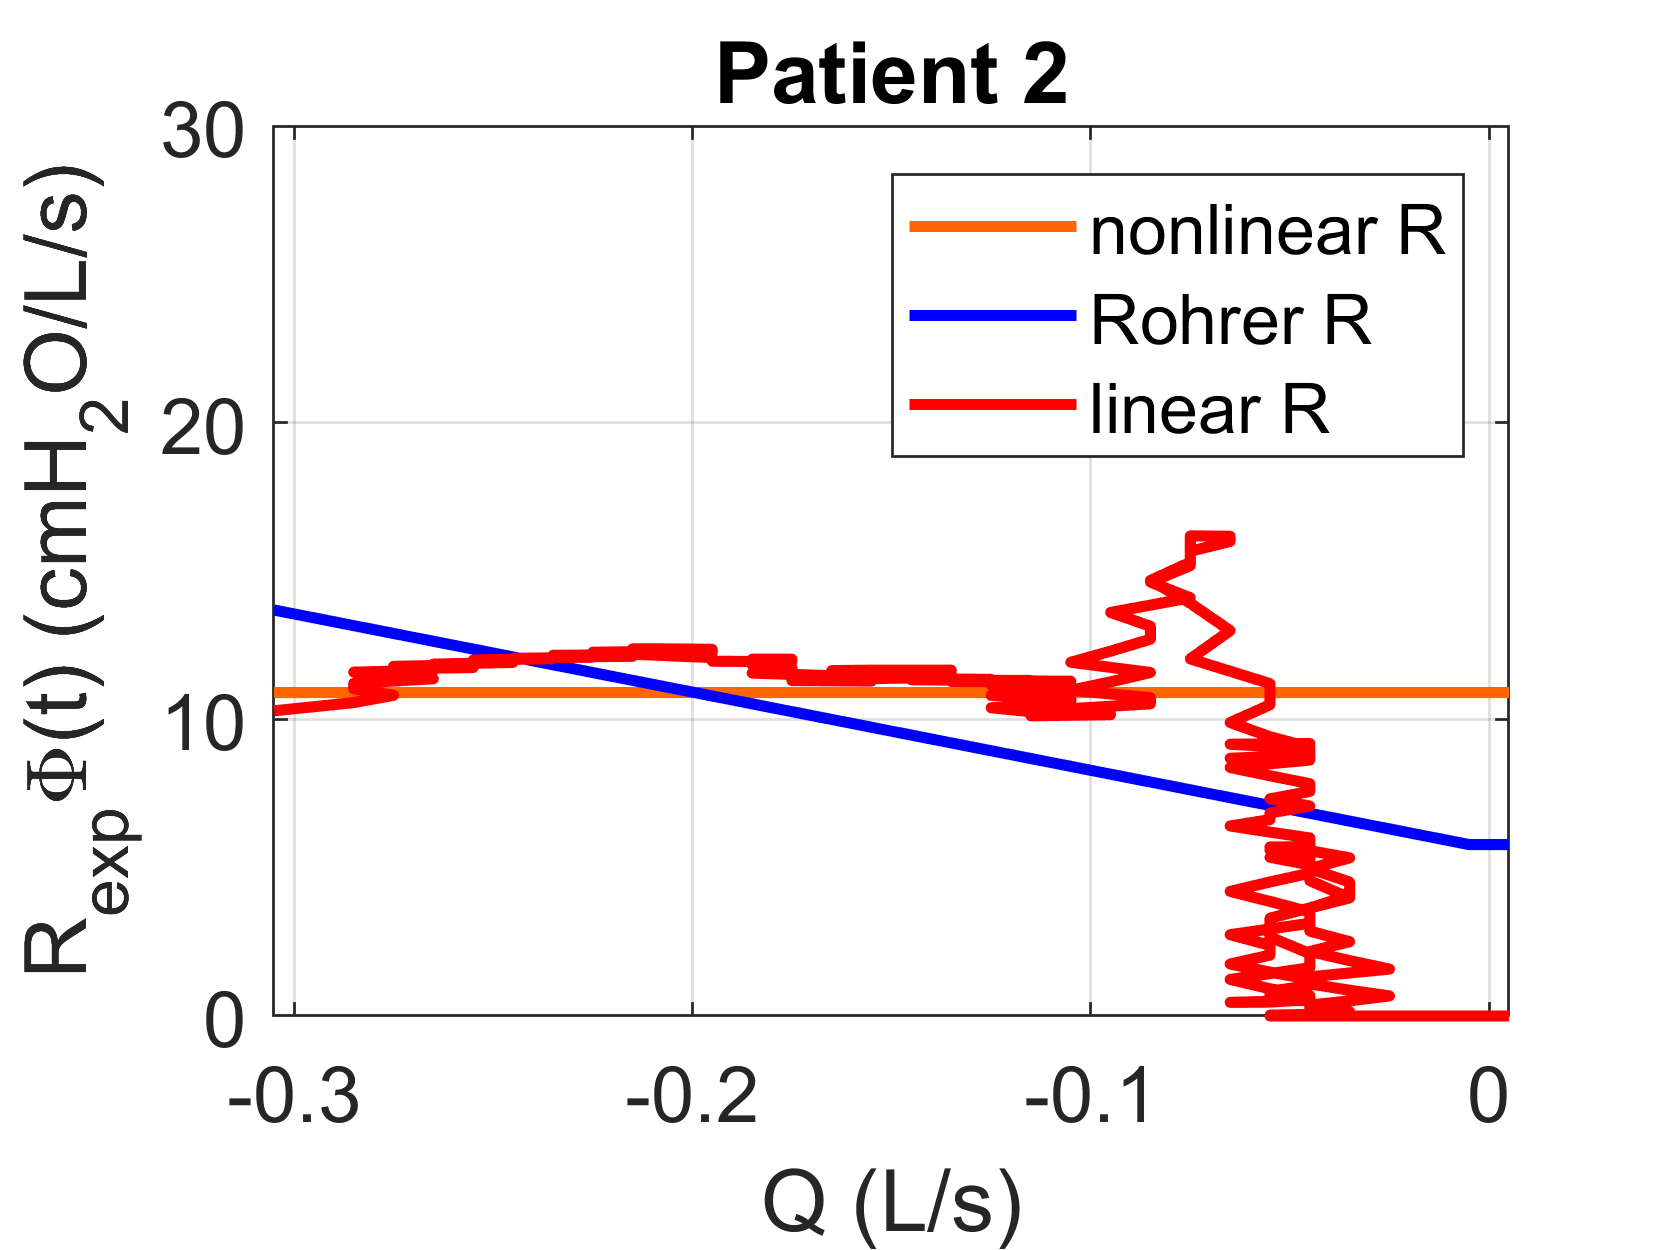 Patient 2
30
20
10
0
R_exp Φ(t) (cmH_2O/L/s)
nonlinear R
Rohrer R
linear R
-0.3 -0.2 -0.1 0
Q (L/s)